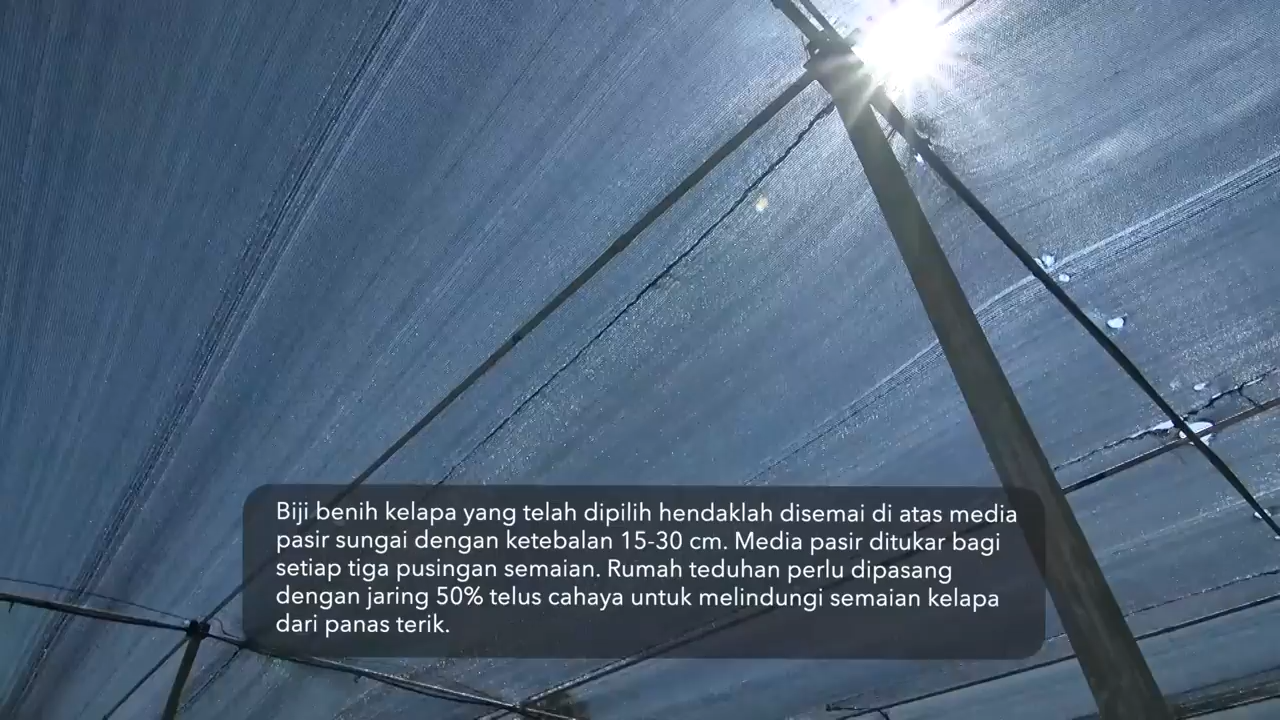 Biji benih kelapa yang telah dipilih hendaklah disemai di atas media
pasir sungai dengan ketebalan 15-30 cm. Media pasir ditukar bagi
setiap tiga pusingan semaian. Rumah teduhan perlu dipasang
dengan jaring 50% telus cahaya untuk melindungi semaian kelapa
dari panas terik.